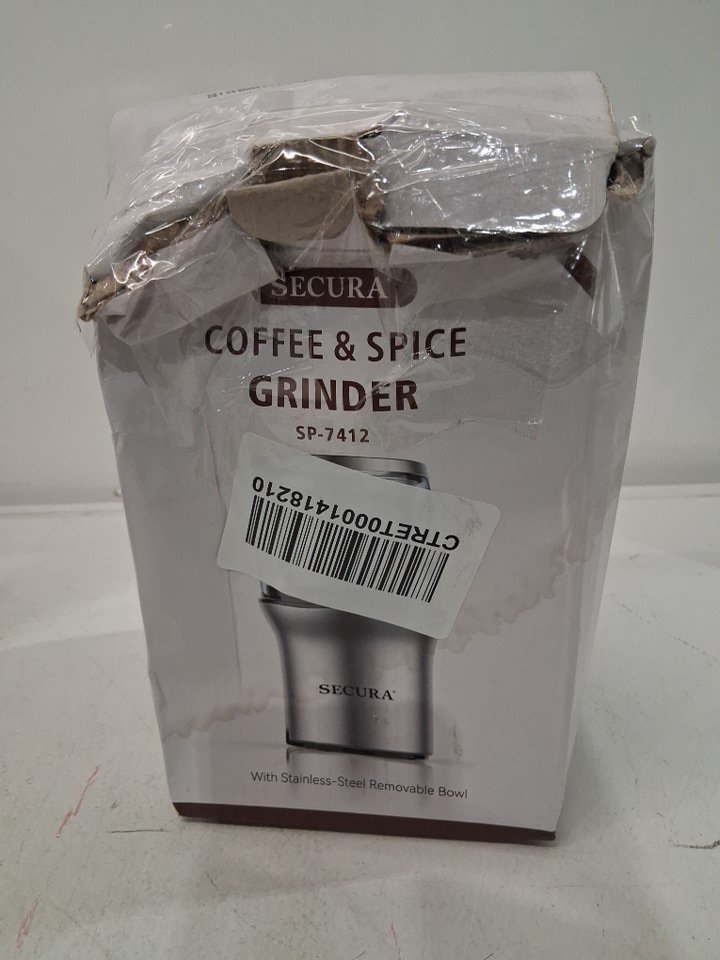 SECURA
COFFEE & SPICE
GRINDER
SP-7412
CTRET0001418210
SECURA
With Stainless-Steel Removable Bowl